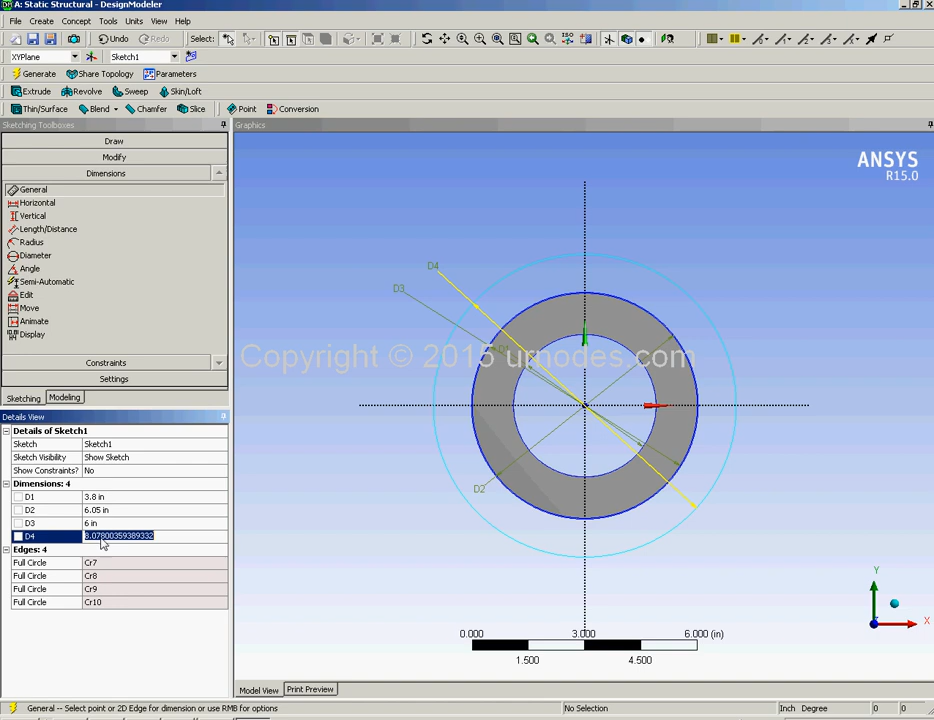 A: Static Structural - DesignModeler
File Create Concept Tools Units View Help
Undo Redo Select:
XYPlane Sketch1
Generate Share Topology Parameters
Extrude Revolve Sweep Skin/Loft
Thin/Surface Blend Chamfer Slice Point Conversion
Sketching Toolboxes
Draw
Modify
Dimensions
General
Horizontal
Vertical
Length/Distance
Radius
Diameter
Angle
Semi-Automatic
Edit
Move
Animate
Display
Constraints
Settings
Sketching Modeling
Details View
Details of Sketch1
Sketch Sketch1
Sketch Visibility Show Sketch
Show Constraints? No
Dimensions: 4
D1 3.8 in
D2 6.05 in
D3 6 in
D4 8.07800359389332
Edges: 4
Full Circle Cr7
Full Circle Cr8
Full Circle Cr9
Full Circle Cr10
Graphics
ANSYS
R15.0
D4
D3
D1
Copyright © 2015 urnodes.com
D2
Y
X
0.000 3.000 6.000 (in)
1.500 4.500
Model View Print Preview
General -- Select point or 2D Edge for dimension or use RMB for options No Selection Inch Degree 0 0